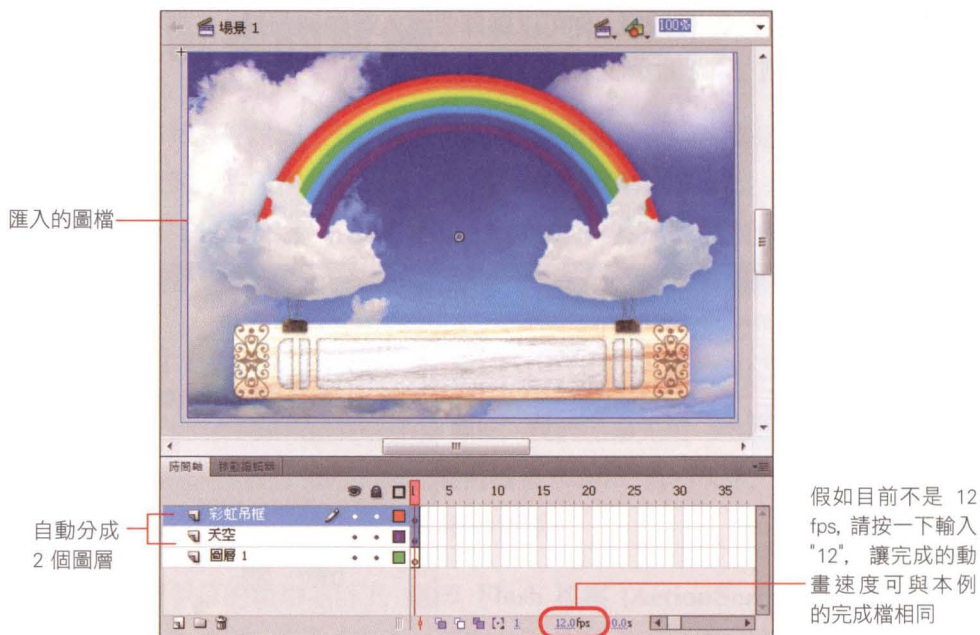 場景 1
100%
匯入的圖檔
時間軸 移動編輯器
1 5 10 15 20 25 30 35
彩虹吊框
天空
圖層 1
自動分成
2 個圖層
假如目前不是 12
fps, 請按一下輸入
"12", 讓完成的動
畫速度可與本例
的完成檔相同
1 12.0fps 0.0s